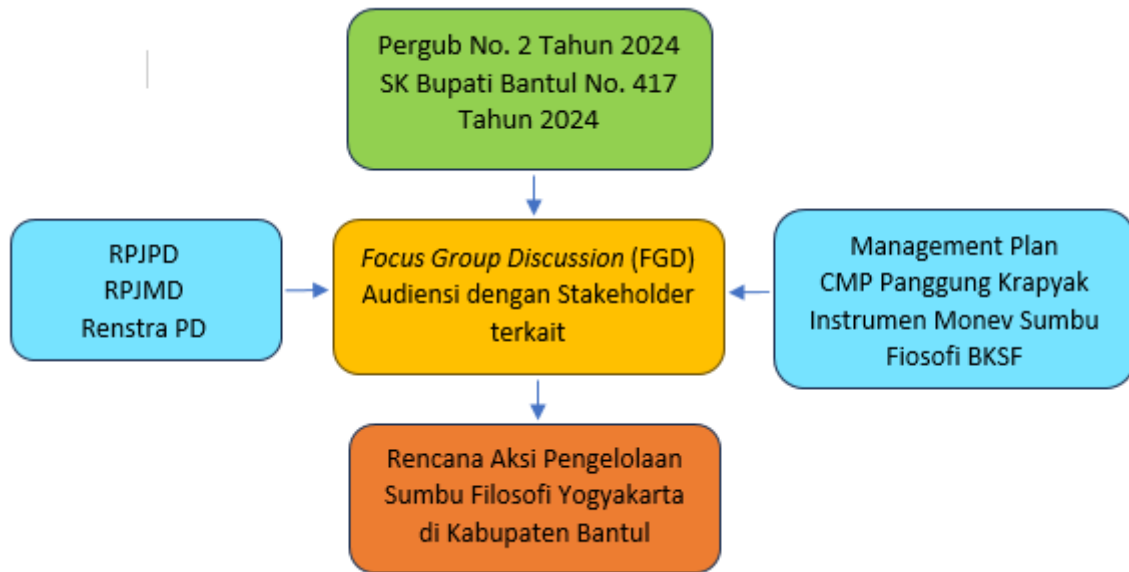 Pergub No. 2 Tahun 2024
SK Bupati Bantul No. 417
Tahun 2024
RPJPD
RPJMD
Renstra PD
Focus Group Discussion (FGD)
Audiensi dengan Stakeholder
terkait
Management Plan
CMP Panggung Krapyak
Instrumen Monev Sumbu
Fiosofi BKSF
Rencana Aksi Pengelolaan
Sumbu Filosofi Yogyakarta
di Kabupaten Bantul